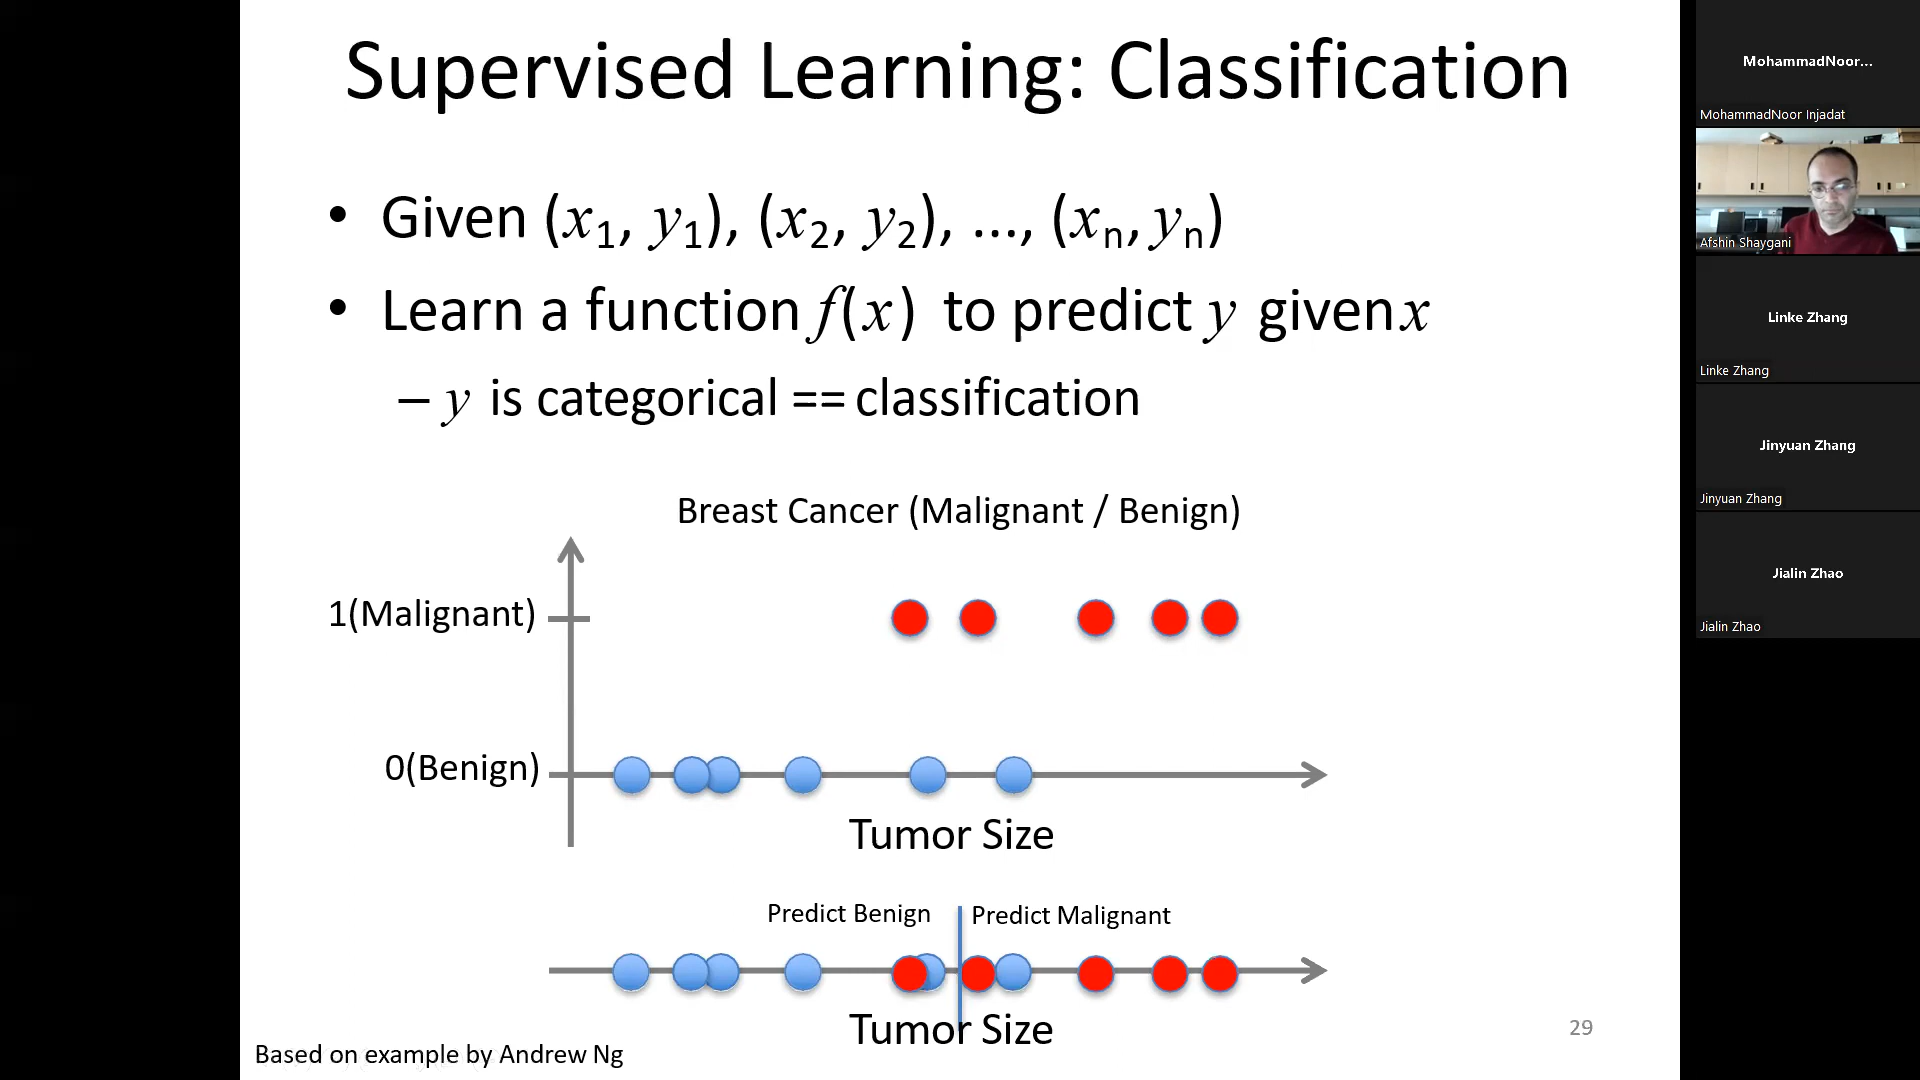 Supervised Learning: Classification
• Given (x1, y1), (x2, y2), ..., (xn, yn)
• Learn a function f(x) to predict y given x
– y is categorical == classification
Breast Cancer (Malignant / Benign)
1(Malignant)
0(Benign)
Tumor Size
Predict Benign
Predict Malignant
Tumor Size
29
Based on example by Andrew Ng
MohammadNoor...
MohammadNoor Injadat
Afshin Shaygani
Linke Zhang
Linke Zhang
Jinyuan Zhang
Jinyuan Zhang
Jialin Zhao
Jialin Zhao